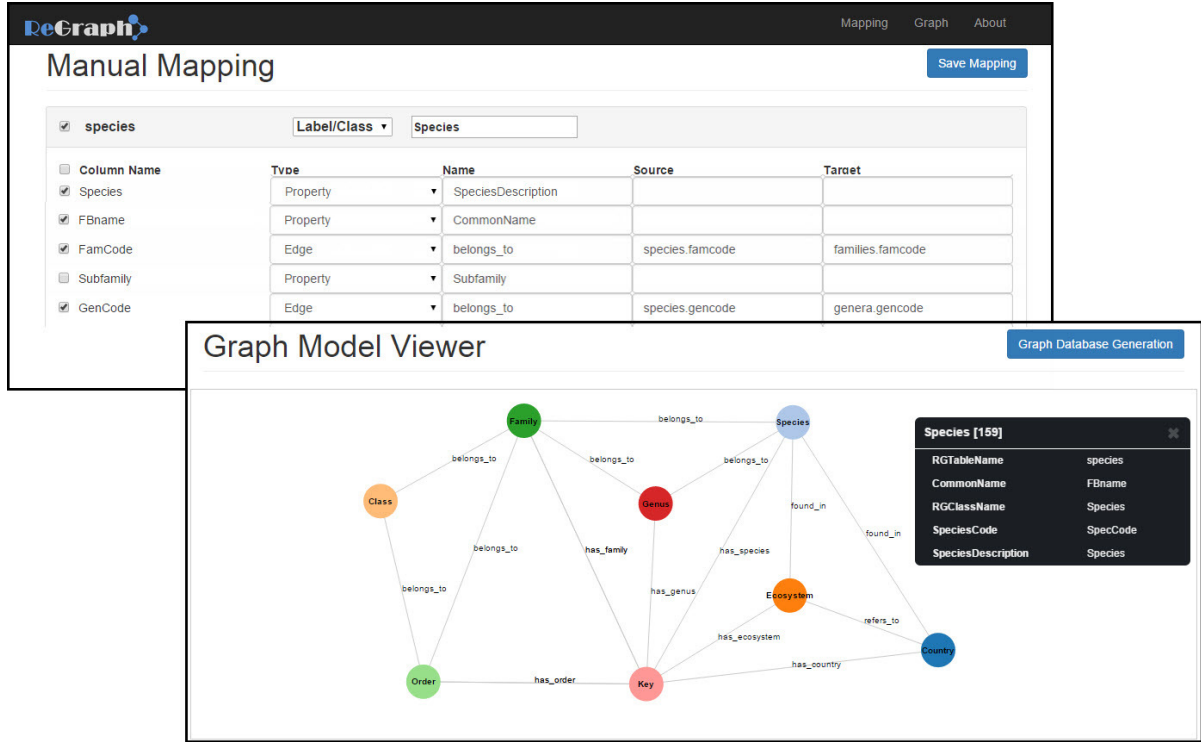 ReGraph Mapping Graph About
Manual Mapping Save Mapping
species Label/Class Species
Column Name Type Name Source Target
Species Property SpeciesDescription
FBname Property CommonName
FamCode Edge belongs_to species.famcode families.famcode
Subfamily Property Subfamily
GenCode Edge belongs_to species.gencode genera.gencode
Graph Model Viewer Graph Database Generation
Family belongs_to Species
Species [159]
RGTableName species
CommonName FBname
RGClassName Species
SpeciesCode SpecCode
SpeciesDescription Species
belongs_to belongs_to belongs_to
Class Genus found_in
found_in
belongs_to has_family has_species
belongs_to has_genus Ecosystem
refers_to
has_ecosystem
Country
has_country
Order has_order Key